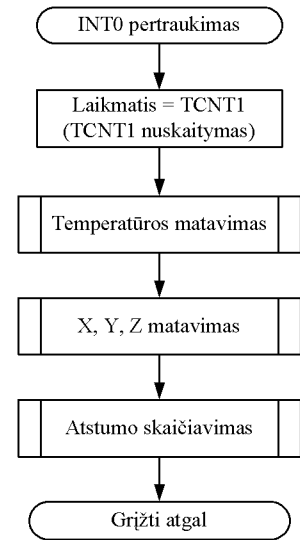 INT0 pertraukimas
Laikmatis = TCNT1
(TCNT1 nuskaitymas)
Temperatūros matavimas
X, Y, Z matavimas
Atstumo skaičiavimas
Grįžti atgal